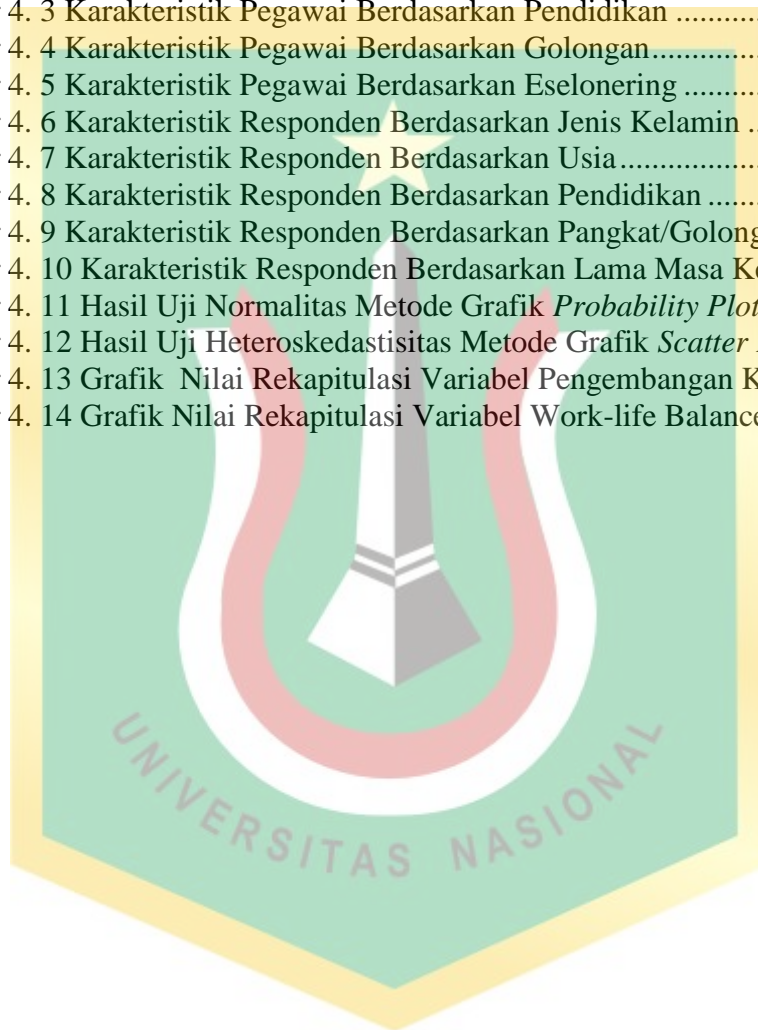 4. 3 Karakteristik Pegawai Berdasarkan Pendidikan ..........
4. 4 Karakteristik Pegawai Berdasarkan Golongan..............
4. 5 Karakteristik Pegawai Berdasarkan Eselonering .........
4. 6 Karakteristik Responden Berdasarkan Jenis Kelamin ..
4. 7 Karakteristik Responden Berdasarkan Usia.................
4. 8 Karakteristik Responden Berdasarkan Pendidikan .......
4. 9 Karakteristik Responden Berdasarkan Pangkat/Golong
4. 10 Karakteristik Responden Berdasarkan Lama Masa Ke
4. 11 Hasil Uji Normalitas Metode Grafik Probability Plot
4. 12 Hasil Uji Heteroskedastisitas Metode Grafik Scatter
4. 13 Grafik Nilai Rekapitulasi Variabel Pengembangan K
4. 14 Grafik Nilai Rekapitulasi Variabel Work-life Balance
UNIVERSITAS NASIONAL